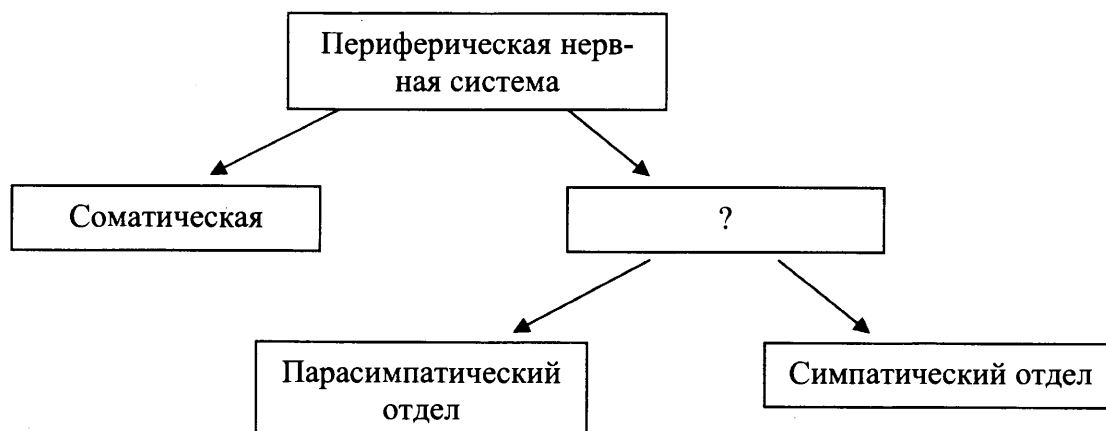 Периферическая нерв-
ная система
Соматическая
?
Парасимпатический
отдел
Симпатический отдел